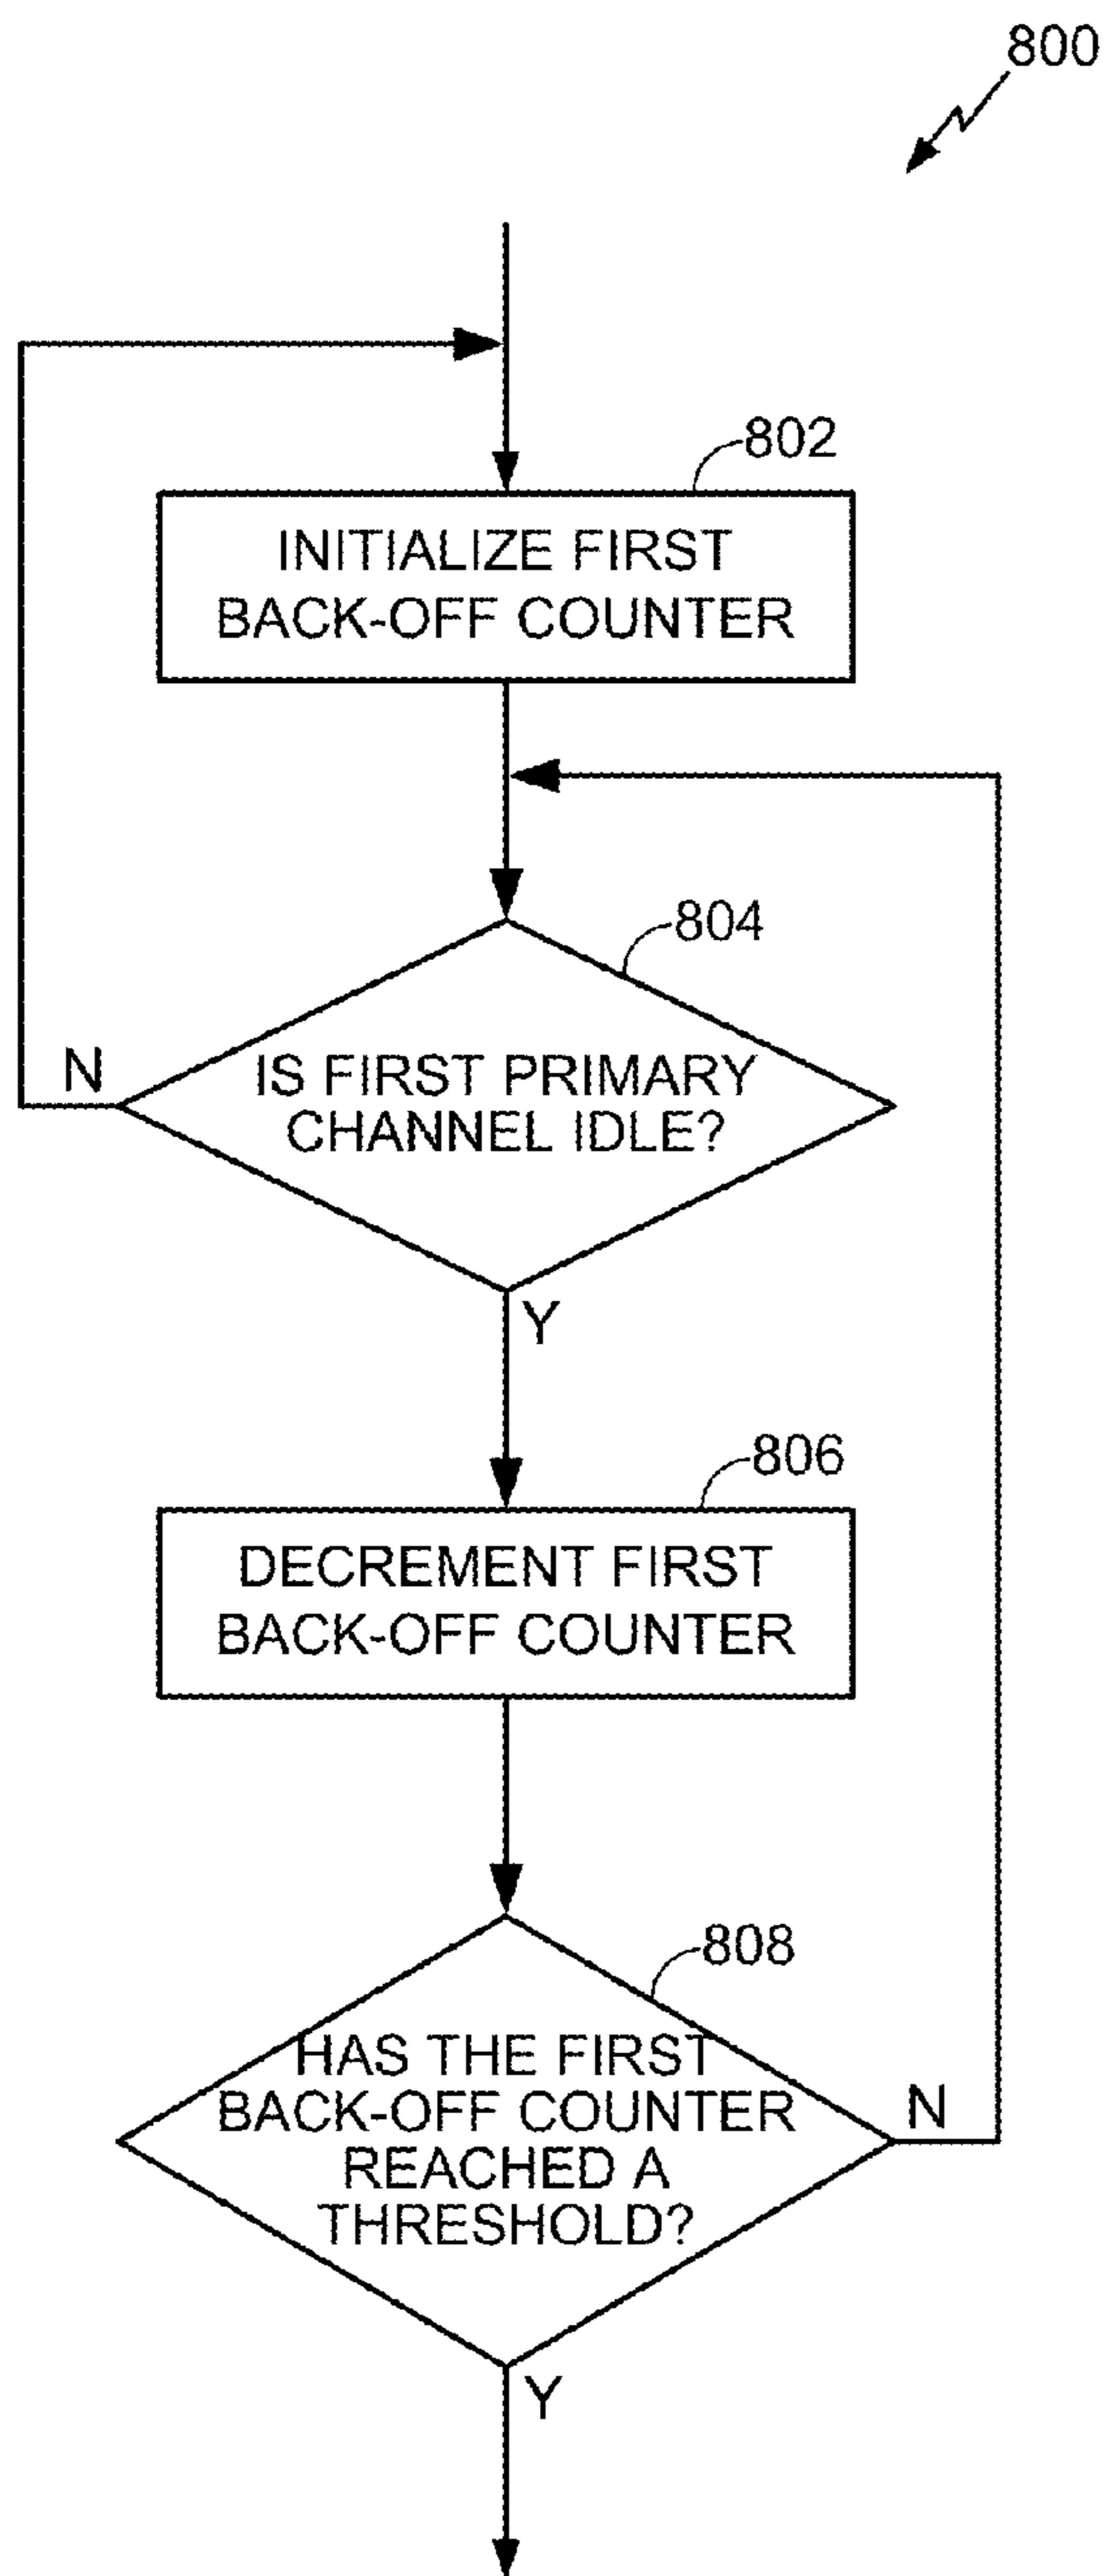 800
802
INITIALIZE FIRST
BACK-OFF COUNTER
804
N
IS FIRST PRIMARY
CHANNEL IDLE?
Y
806
DECREMENT FIRST
BACK-OFF COUNTER
808
HAS THE FIRST
BACK-OFF COUNTER
REACHED A
THRESHOLD?
N
Y